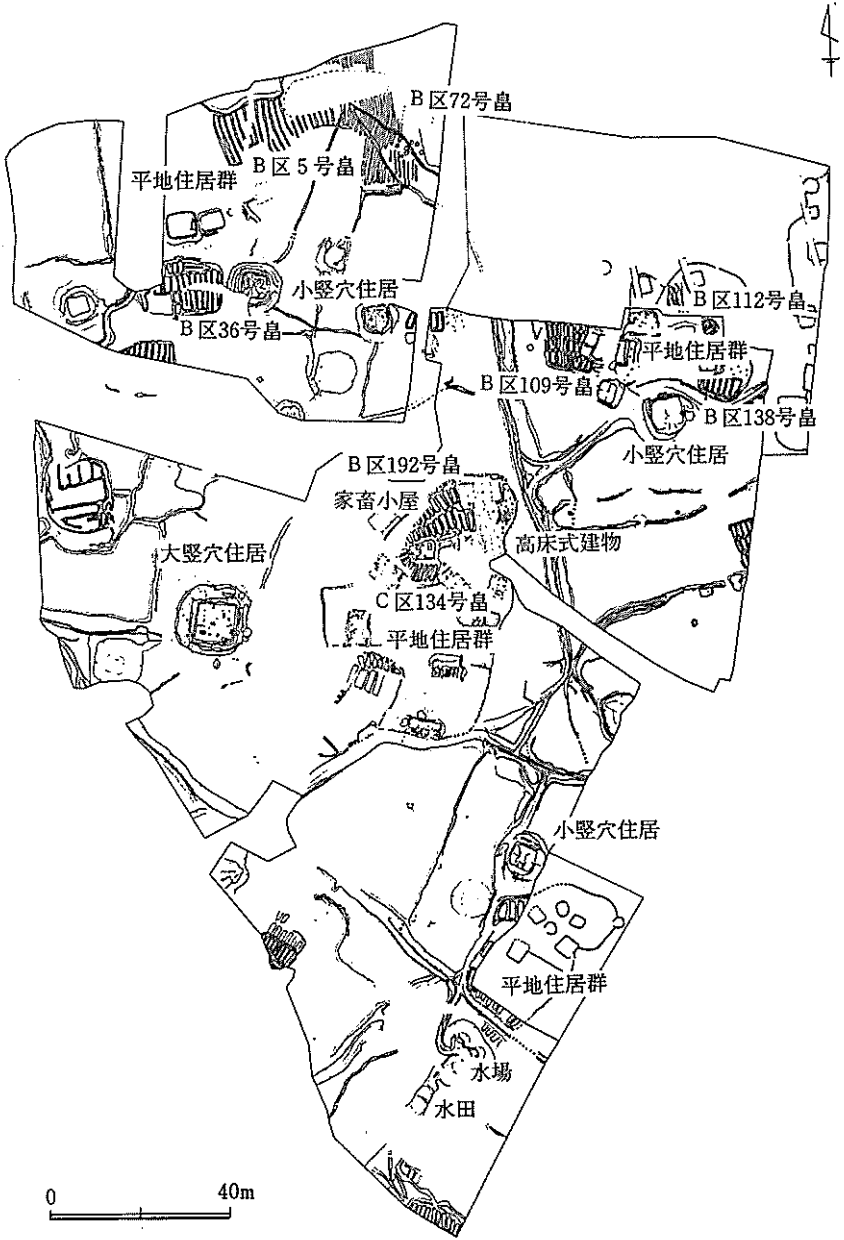 B区72号畠
B区5号畠
平地住居群
小竪穴住居
B区36号畠
B区112号畠
平地住居群
B区109号畠
B区138号畠
小竪穴住居
B区192号畠
家畜小屋
高床式建物
大竪穴住居
C区134号畠
平地住居群
小竪穴住居
平地住居群
水場
水田
0 40m